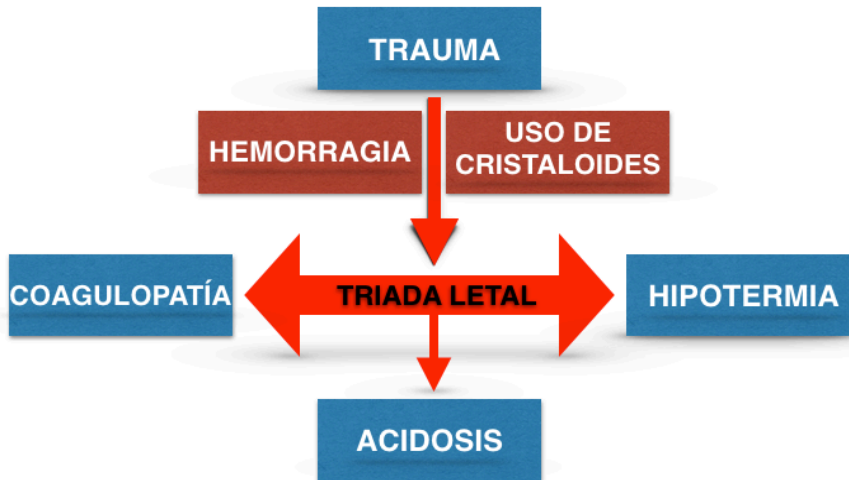 TRAUMA
HEMORRAGIA
USO DE
CRISTALOIDES
COAGULOPATÍA
TRIADA LETAL
HIPOTERMIA
ACIDOSIS